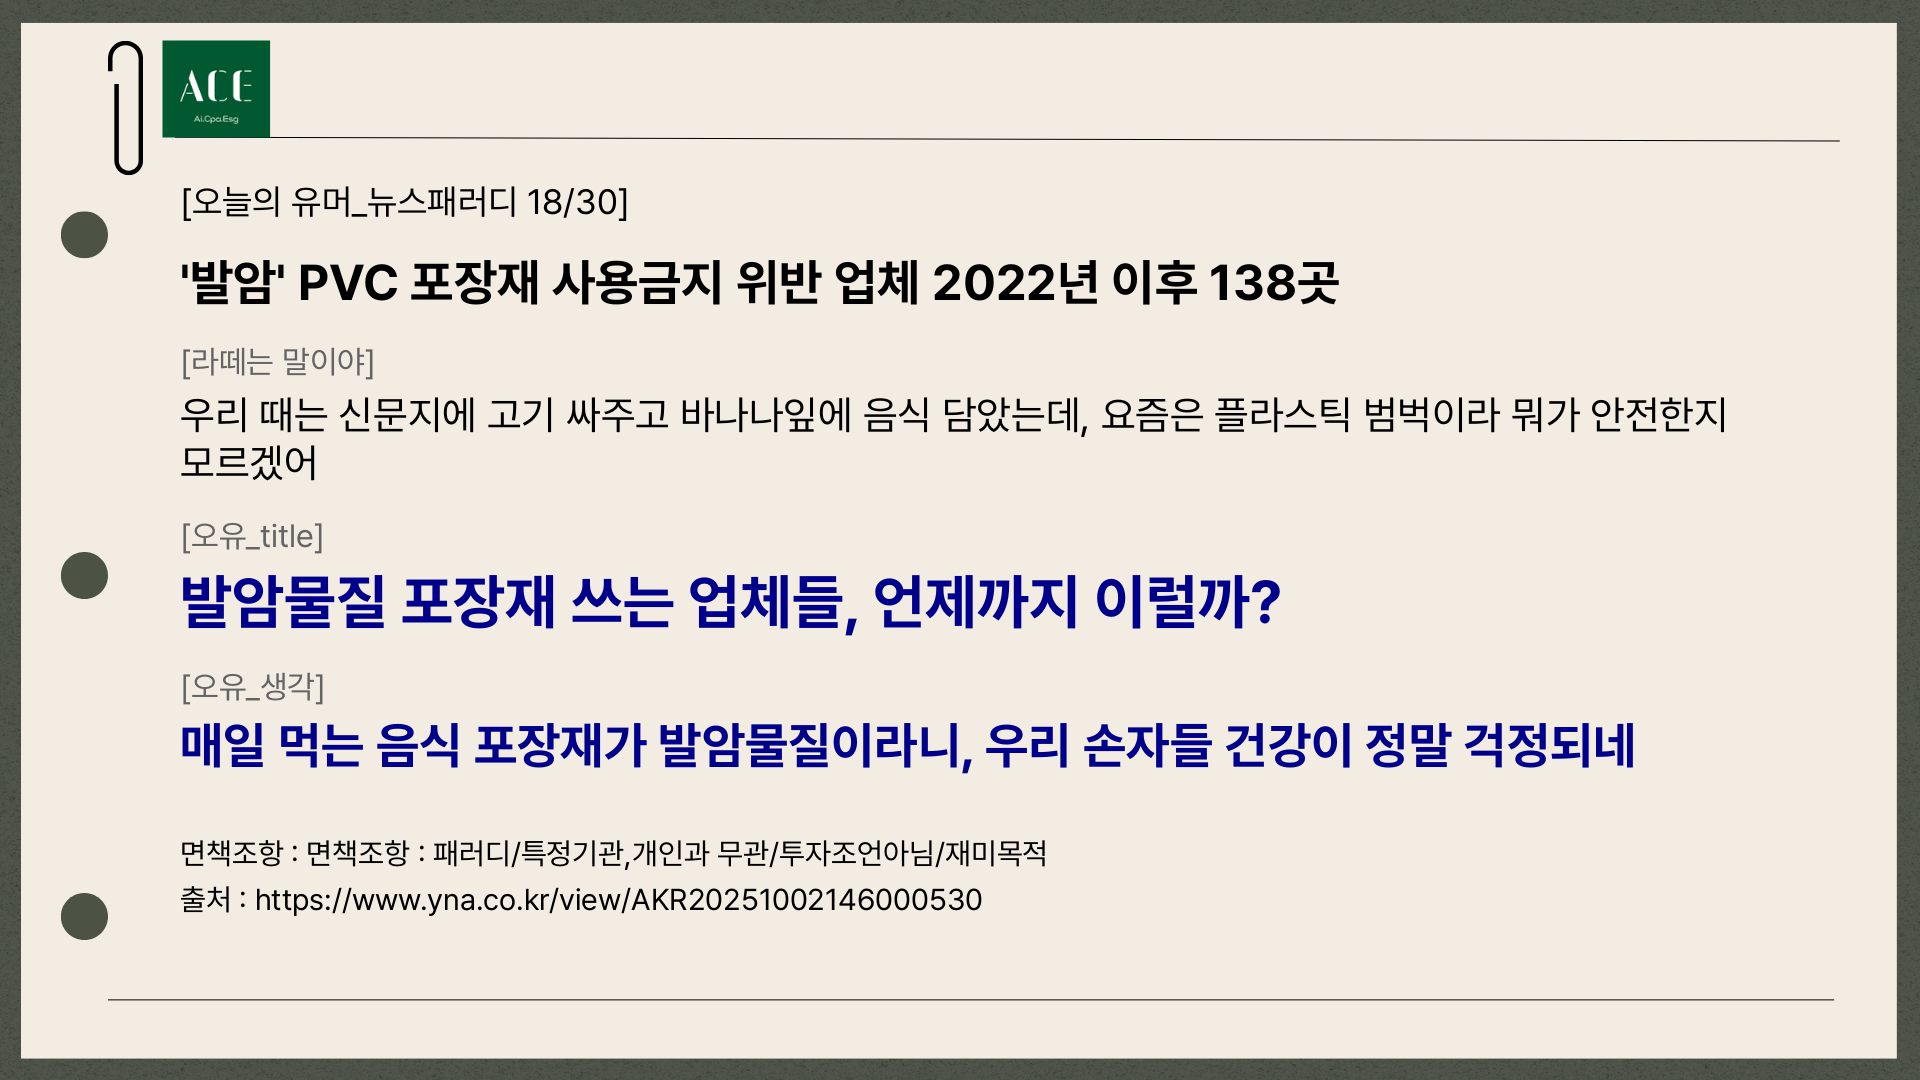 ACE
Ai.Cpa.Esg
[오늘의 유머_뉴스패러디 18/30]
'발암' PVC 포장재 사용금지 위반 업체 2022년 이후 138곳
[라떼는 말이야]
우리 때는 신문지에 고기 싸주고 바나나잎에 음식 담았는데, 요즘은 플라스틱 범벅이라 뭐가 안전한지
모르겠어
[오유_title]
발암물질 포장재 쓰는 업체들, 언제까지 이럴까?
[오유_생각]
매일 먹는 음식 포장재가 발암물질이라니, 우리 손자들 건강이 정말 걱정되네
면책조항 : 면책조항 : 패러디/특정기관,개인과 무관/투자조언아님/재미목적
출처 : https://www.yna.co.kr/view/AKR20251002146000530